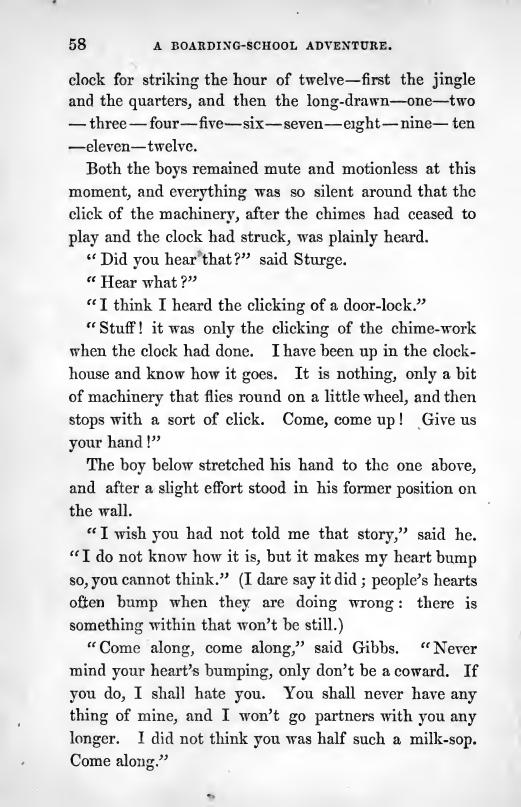 58 A BOARDING-SCHOOL ADVENTURE.
clock for striking the hour of twelve—first the jingle
and the quarters, and then the long-drawn—one—two
— three — four—five—six—seven—eight—nine— ten
—eleven—twelve.
Both the boys remained mute and motionless at this
moment, and everything was so silent around that the
click of the machinery, after the chimes had ceased to
play and the clock had struck, was plainly heard.
“ Did you hear that?” said Sturge.
“ Hear what?”
“ I think I heard the clicking of a door-lock.”
“ Stuff! it was only the clicking of the chime-work
when the clock had done. I have been up in the clock-
house and know how it goes. It is nothing, only a bit
of machinery that flies round on a little wheel, and then
stops with a sort of click. Come, come up! Give us
your hand!”
The boy below stretched his hand to the one above,
and after a slight effort stood in his former position on
the wall.
“ I wish you had not told me that story,” said he.
“ I do not know how it is, but it makes my heart bump
so, you cannot think.” (I dare say it did ; people’s hearts
often bump when they are doing wrong : there is
something within that won’t be still.)
“ Come along, come along,” said Gibbs. “ Never
mind your heart’s bumping, only don’t be a coward. If
you do, I shall hate you. You shall never have any
thing of mine, and I won’t go partners with you any
longer. I did not think you was half such a milk-sop.
Come along.”